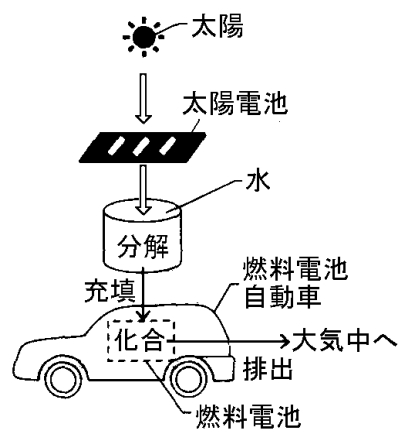 太陽
太陽電池
水
分解
充填
燃料電池
自動車
化合
大気中へ
排出
燃料電池